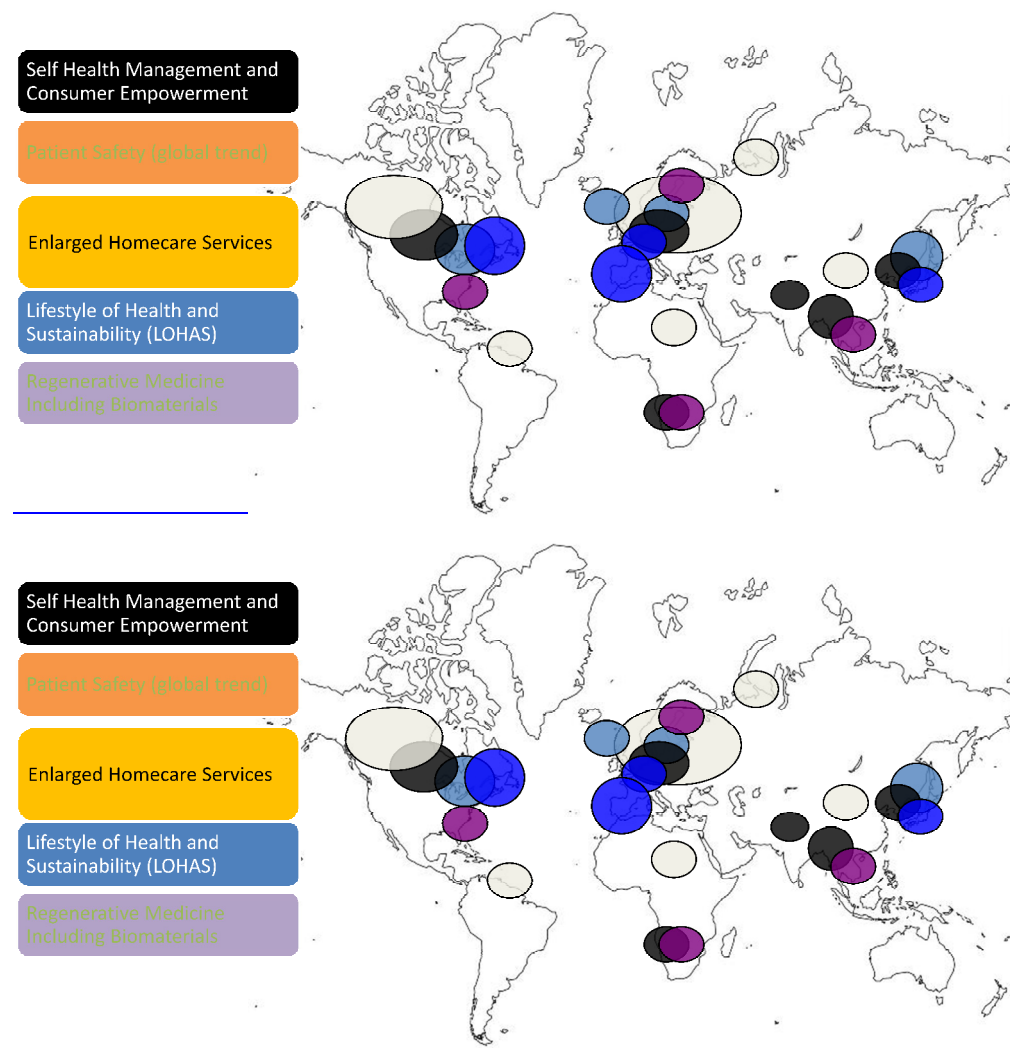 Self Health Management and
Consumer Empowerment
Patient Safety (global trend)
Enlarged Homecare Services
Lifestyle of Health and
Sustainability (LOHAS)
Regenerative Medicine
Including Biomaterials
Self Health Management and
Consumer Empowerment
Patient Safety (global trend)
Enlarged Homecare Services
Lifestyle of Health and
Sustainability (LOHAS)
Regenerative Medicine
Including Biomaterials